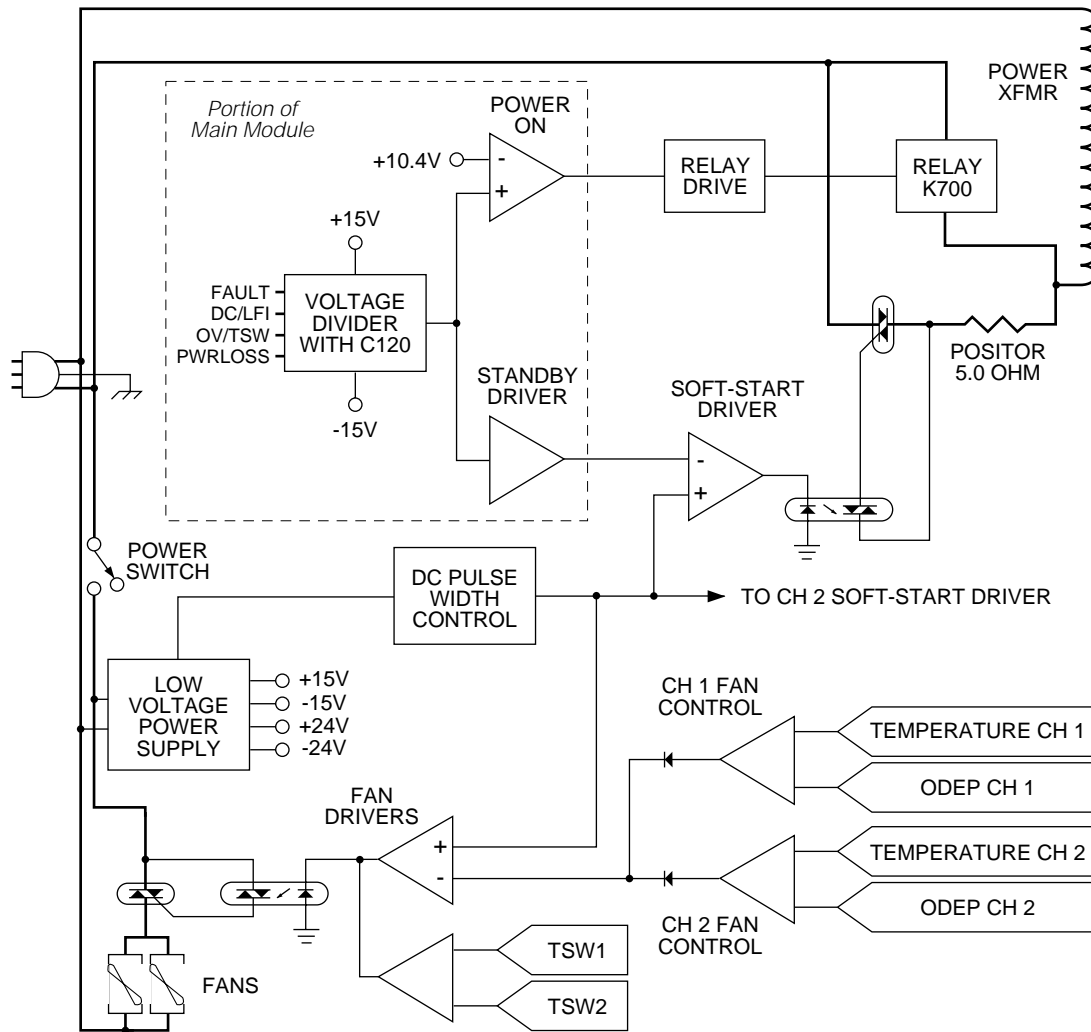 POWER
XFMR
Portion of
Main Module
POWER
ON
+10.4V
-
+
RELAY
DRIVE
RELAY
K700
+15V
FAULT
DC/LFI
OV/TSW
PWRLOSS
VOLTAGE
DIVIDER
WITH C120
-15V
POSITOR
5.0 OHM
STANDBY
DRIVER
SOFT-START
DRIVER
-
+
POWER
SWITCH
DC PULSE
WIDTH
CONTROL
TO CH 2 SOFT-START DRIVER
LOW
VOLTAGE
POWER
SUPPLY
+15V
-15V
+24V
-24V
CH 1 FAN
CONTROL
TEMPERATURE CH 1
ODEP CH 1
FAN
DRIVERS
+
-
TEMPERATURE CH 2
ODEP CH 2
CH 2 FAN
CONTROL
TSW1
TSW2
FANS